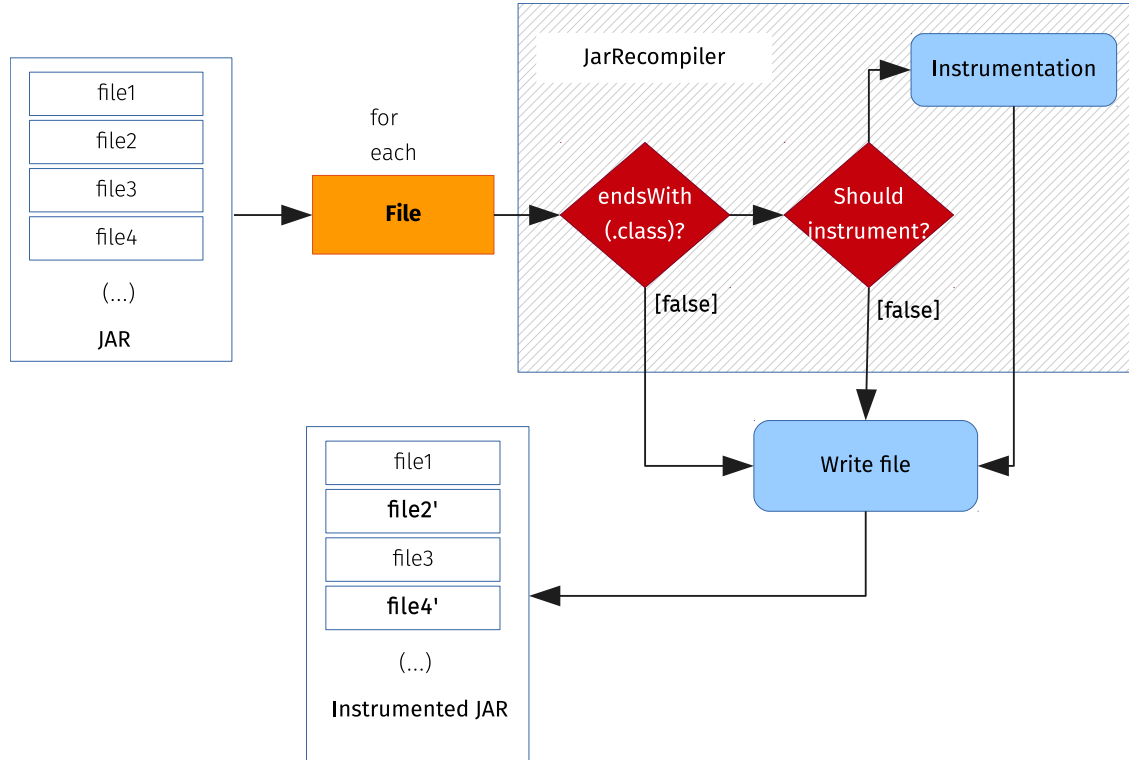 file1
file2
file3
file4
(...)
JAR
for
each
File
JarRecompiler
endsWith
(.class)?
[false]
Should
instrument?
[false]
Instrumentation
Write file
file1
file2'
file3
file4'
(...)
Instrumented JAR